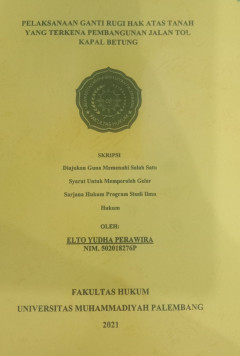 PELAKSANAAN GANTI RUGI HAK ATAS TANAH
YANG TERKENA PEMBANGUNAN JALAN TOL
KAPAL BETUNG
SKRIPSI
Diajukan Guna Memenuhi Salah Satu
Syarat Untuk Memperoleh Gelar
Sarjana Hukum Program Studi Ilmu
Hukum
OLEH:
ELTO YUDHA PERAWIRA
NIM. 502018276P
FAKULTAS HUKUM
UNIVERSITAS MUHAMMADIYAH PALEMBANG
2021